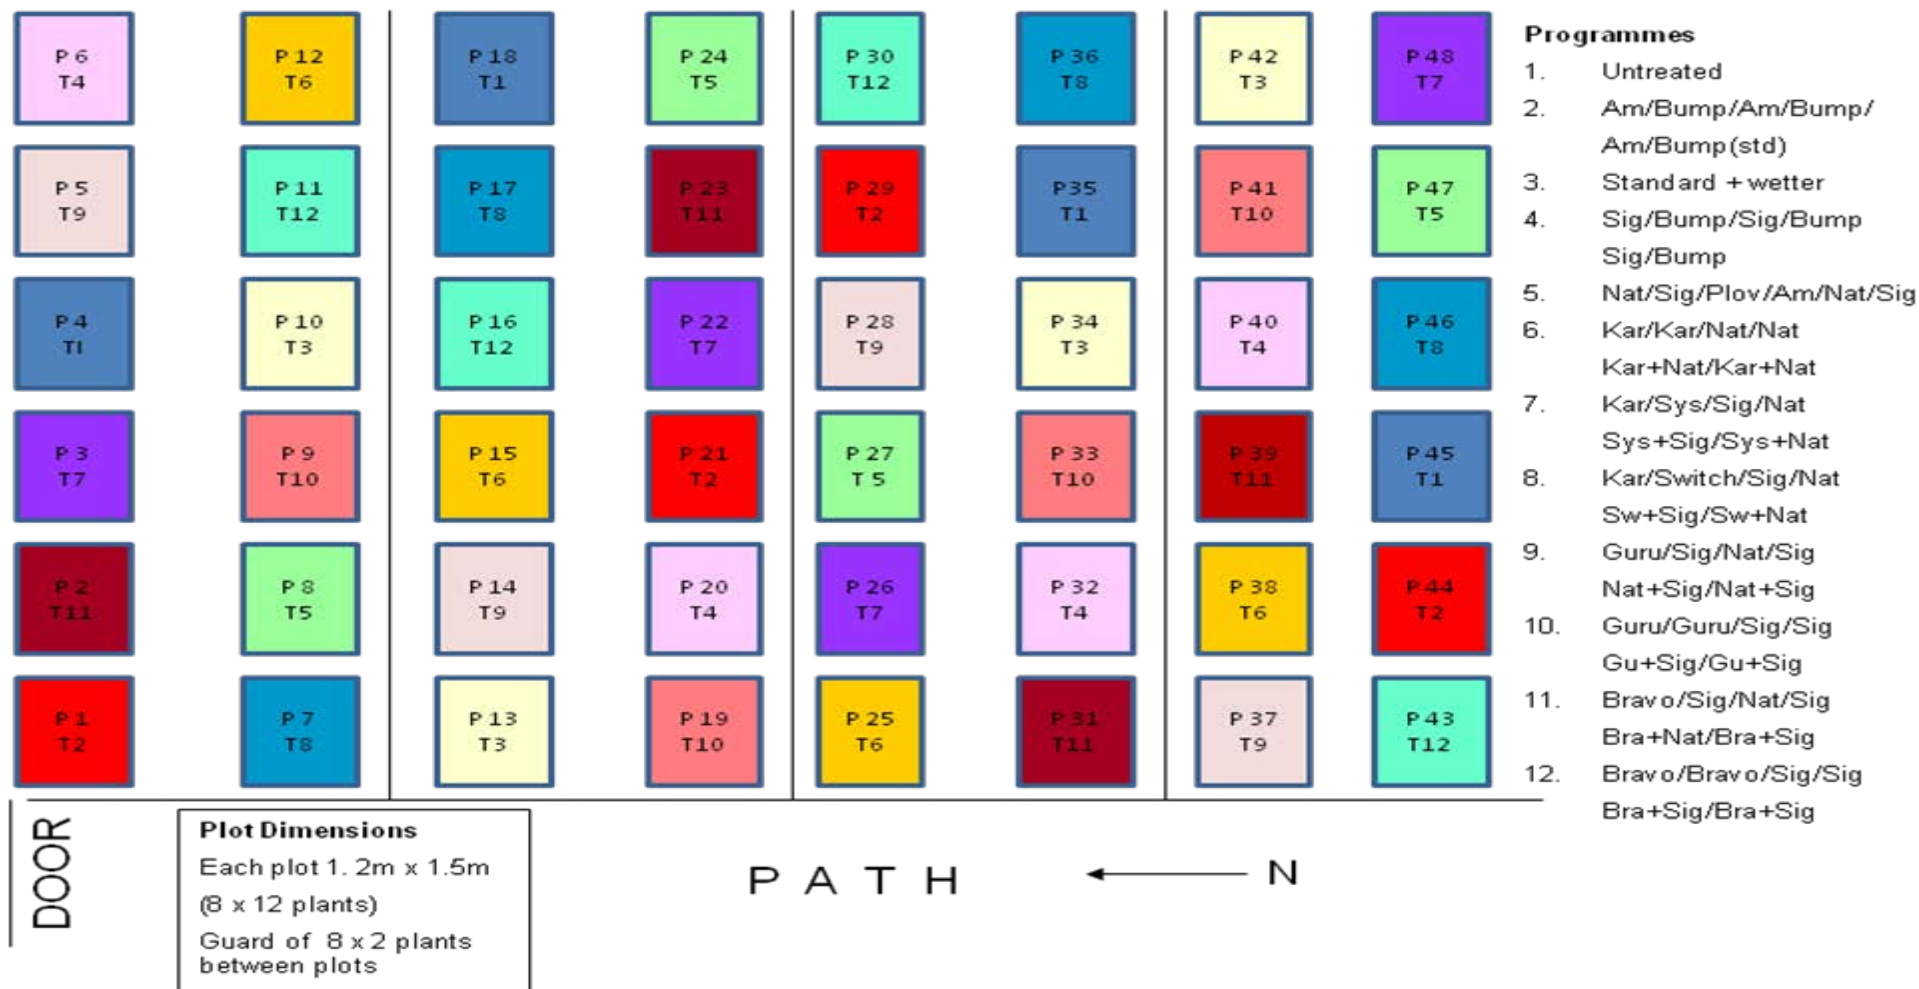 P 6
T4
P 12
T6
P 18
T1
P 24
T5
P 30
T12
P 36
T8
P 42
T3
P 48
T7
P 5
T9
P 11
T12
P 17
T8
P 23
T11
P 29
T2
P35
T1
P 41
T10
P 47
T5
P 4
TI
P 10
T3
P 16
T12
P 22
T7
P 28
T9
P 34
T3
P 40
T4
P 46
T8
P 3
T7
P 9
T10
P 15
T6
P 21
T2
P 27
T 5
P 33
T10
P 39
T11
P 45
T1
P 2
T11
P 8
T5
P 14
T9
P 20
T4
P 26
T7
P 32
T4
P 38
T6
P 44
T2
P 1
T2
P 7
T8
P 13
T3
P 19
T10
P 25
T6
P 31
T11
P 37
T9
P 43
T12
Programmes
1. Untreated
2. Am/Bump/Am/Bump/
Am/Bump(std)
3. Standard + wetter
4. Sig/Bump/Sig/Bump
Sig/Bump
5. Nat/Sig/Plov/Am/Nat/Sig
6. Kar/Kar/Nat/Nat
Kar+Nat/Kar+Nat
7. Kar/Sys/Sig/Nat
Sys+Sig/Sys+Nat
8. Kar/Switch/Sig/Nat
Sw+Sig/Sw+Nat
9. Guru/Sig/Nat/Sig
Nat+Sig/Nat+Sig
10. Guru/Guru/Sig/Sig
Gu+Sig/Gu+Sig
11. Bravo/Sig/Nat/Sig
Bra+Nat/Bra+Sig
12. Bravo/Bravo/Sig/Sig
Bra+Sig/Bra+Sig
DOOR
Plot Dimensions
Each plot 1. 2m x 1.5m
(8 x 12 plants)
Guard of 8 x 2 plants
between plots
PATH
N